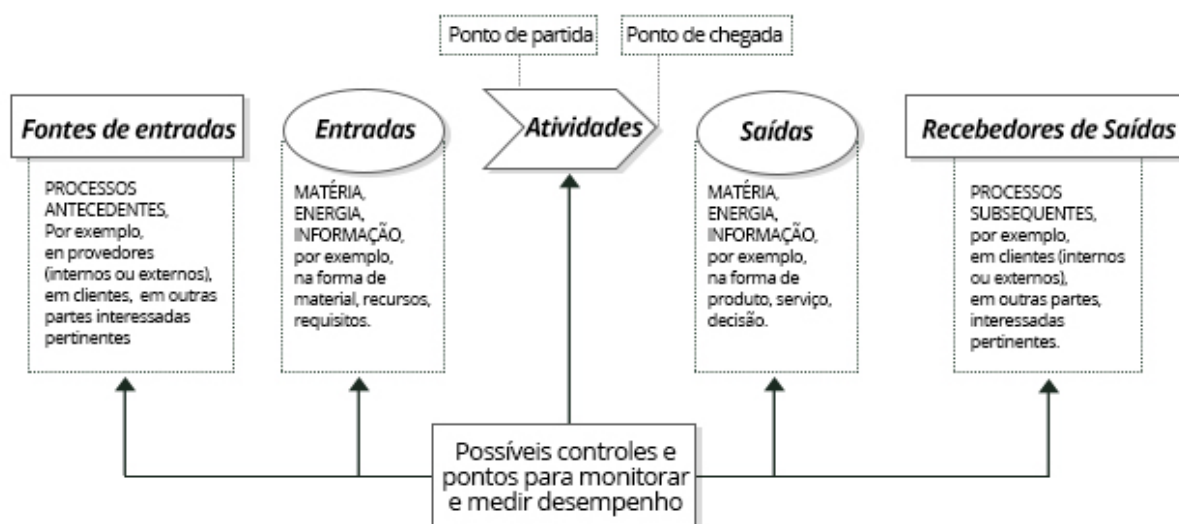 Ponto de partida
Ponto de chegada
Fontes de entradas
Entradas
Atividades
Saídas
Recebedores de Saídas
PROCESSOS
ANTECEDENTES,
Por exemplo,
en provedores
(internos ou externos),
em clientes, em outras
partes interessadas
pertinentes
MATÉRIA,
ENERGIA,
INFORMAÇÃO,
por exemplo,
na forma de
material, recursos,
requisitos.
MATÉRIA,
ENERGIA,
INFORMAÇÃO,
por exemplo,
na forma de
produto, serviço,
decisão.
PROCESSOS
SUBSEQUENTES,
por exemplo,
em clientes (internos
ou externos),
em outras partes,
interessadas
pertinentes.
Possíveis controles e
pontos para monitorar
e medir desempenho